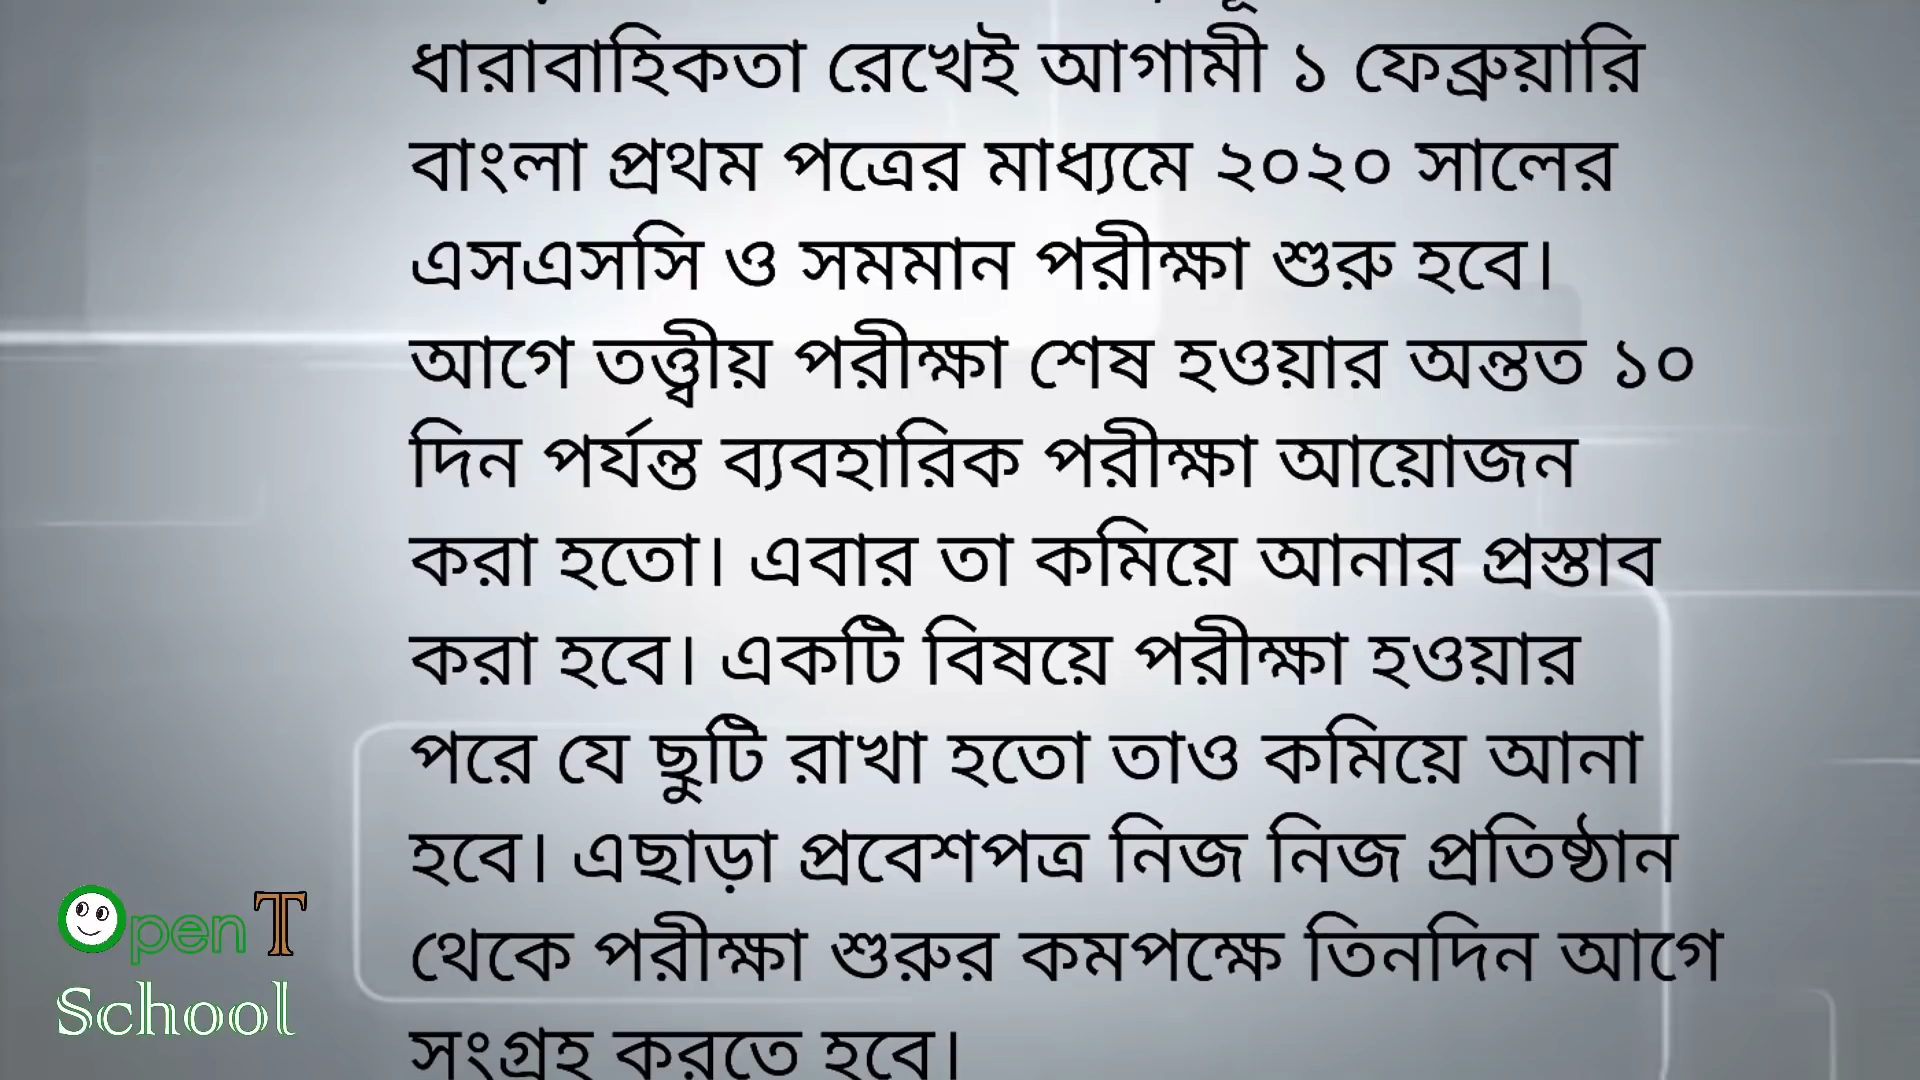 ধারাবাহিকতা রেখেই আগামী ১ ফেব্রুয়ারি
বাংলা প্রথম পত্রের মাধ্যমে ২০২০ সালের
এসএসসি ও সমমান পরীক্ষা শুরু হবে।
আগে তত্ত্বীয় পরীক্ষা শেষ হওয়ার অন্তত ১০
দিন পর্যন্ত ব্যবহারিক পরীক্ষা আয়োজন
করা হতো। এবার তা কমিয়ে আনার প্রস্তাব
করা হবে। একটি বিষয়ে পরীক্ষা হওয়ার
পরে যে ছুটি রাখা হতো তাও কমিয়ে আনা
হবে। এছাড়া প্রবেশপত্র নিজ নিজ প্রতিষ্ঠান
থেকে পরীক্ষা শুরুর কমপক্ষে তিনদিন আগে
সংগ্রহ করতে হবে।
Open T
School